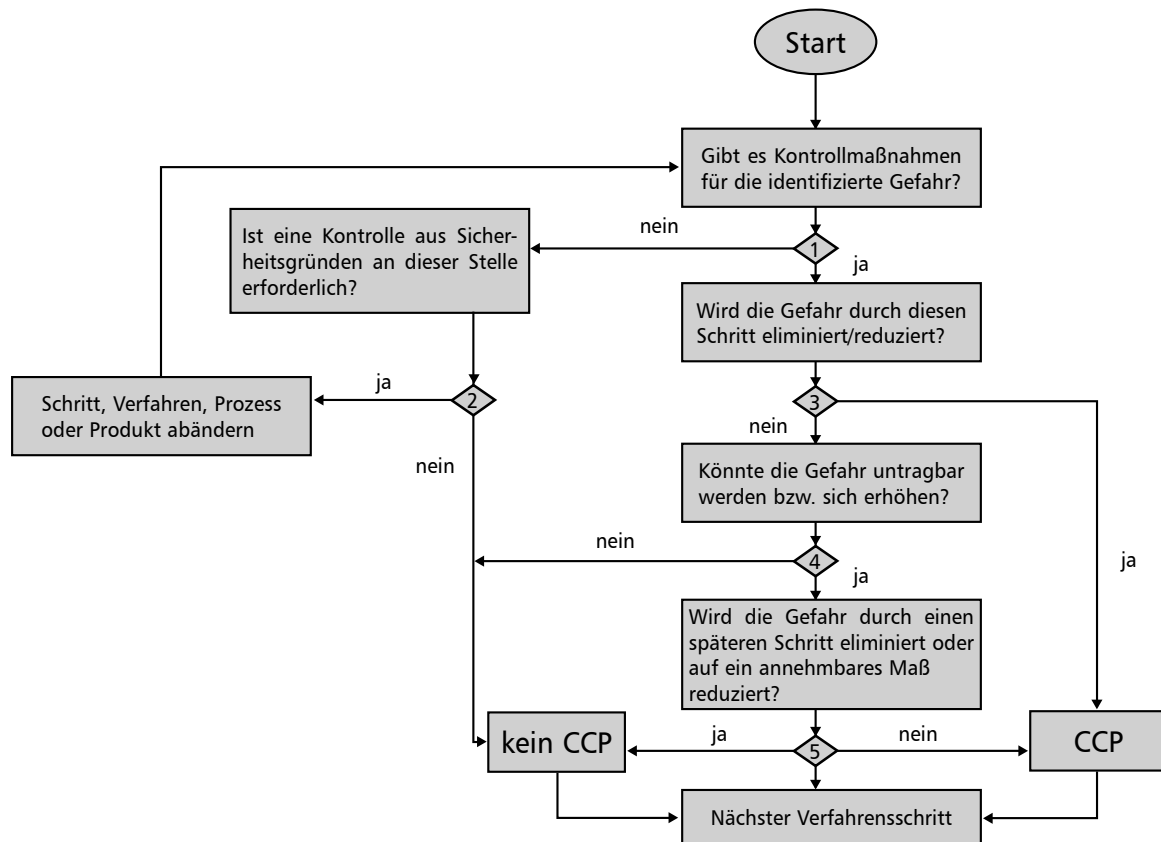 Start
Gibt es Kontrollmaßnahmen
für die identifizierte Gefahr?
nein
1
ja
Ist eine Kontrolle aus Sicher-
heitsgründen an dieser Stelle
erforderlich?
Wird die Gefahr durch diesen
Schritt eliminiert/reduziert?
ja
2
3
Schritt, Verfahren, Prozess
oder Produkt abändern
nein
nein
Könnte die Gefahr untragbar
werden bzw. sich erhöhen?
nein
4
ja
ja
Wird die Gefahr durch einen
späteren Schritt eliminiert oder
auf ein annehmbares Maß
reduziert?
kein CCP
ja
5
nein
CCP
Nächster Verfahrensschritt